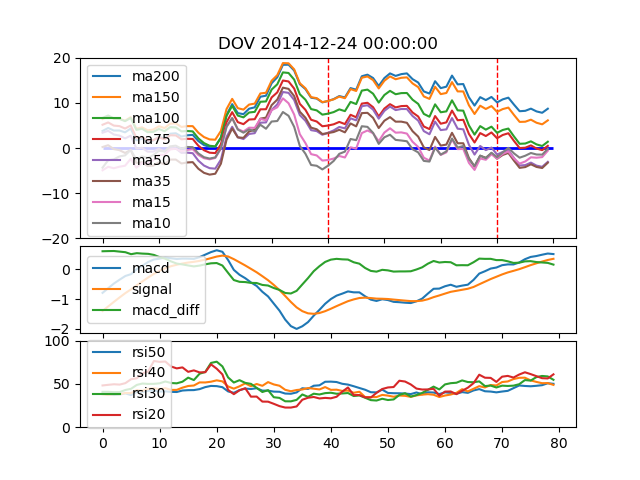 DOV 2014-12-24 00:00:00
20
10
0
−10
−20
ma200
ma150
ma100
ma75
ma50
ma35
ma15
ma10
0
−1
−2
macd
signal
macd_diff
100
50
0
rsi50
rsi40
rsi30
rsi20
0 10 20 30 40 50 60 70 80